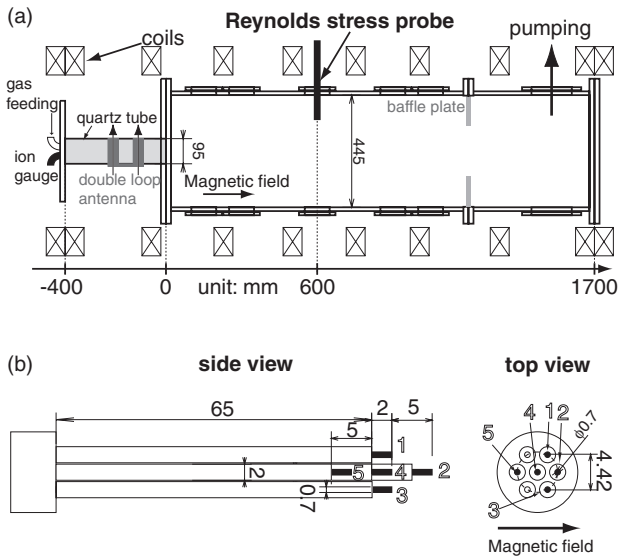 (a)
coils
Reynolds stress probe
pumping
gas
feeding
quartz tube
baffle plate
ion
gauge
95
445
double loop
antenna
Magnetic field
-400
0
unit: mm
600
1700
(b)
side view
top view
65
2
5
5
1
2
5
4
2
0.7
3
4
1
2
φ0.7
5
4.42
3
Magnetic field